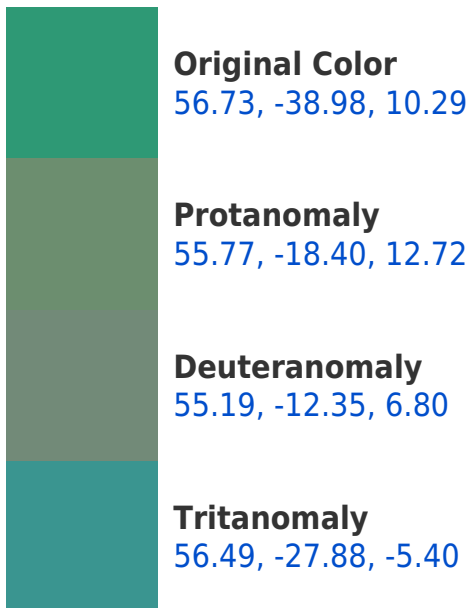 Original Color
56.73, -38.98, 10.29
Protanomaly
55.77, -18.40, 12.72
Deuteranomaly
55.19, -12.35, 6.80
Tritanomaly
56.49, -27.88, -5.40